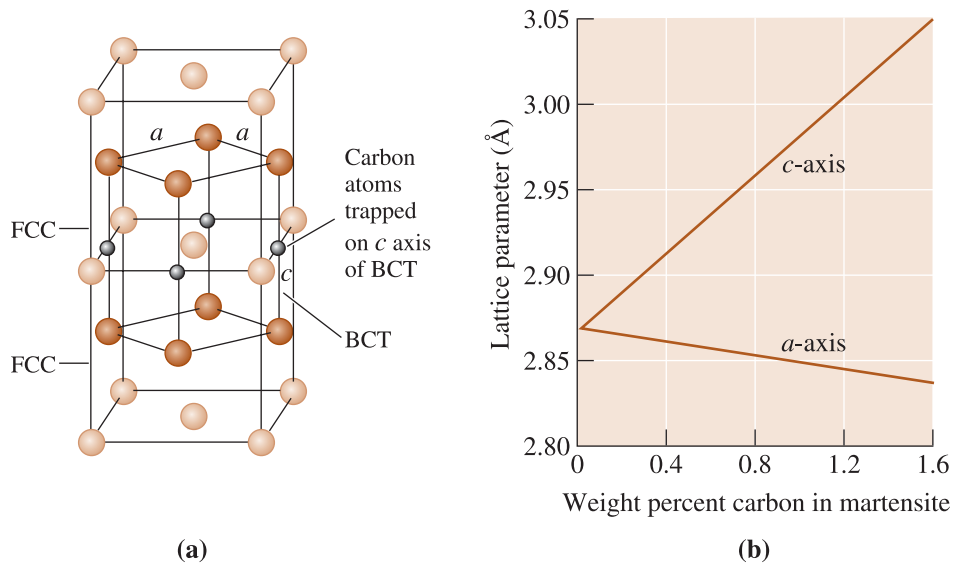 a
a
Carbon
atoms
trapped
on c axis
of BCT
FCC
c
BCT
FCC
(a)
3.05
3.00
2.95
2.90
2.85
2.80
Lattice parameter (Å)
c-axis
a-axis
0
0.4
0.8
1.2
1.6
Weight percent carbon in martensite
(b)